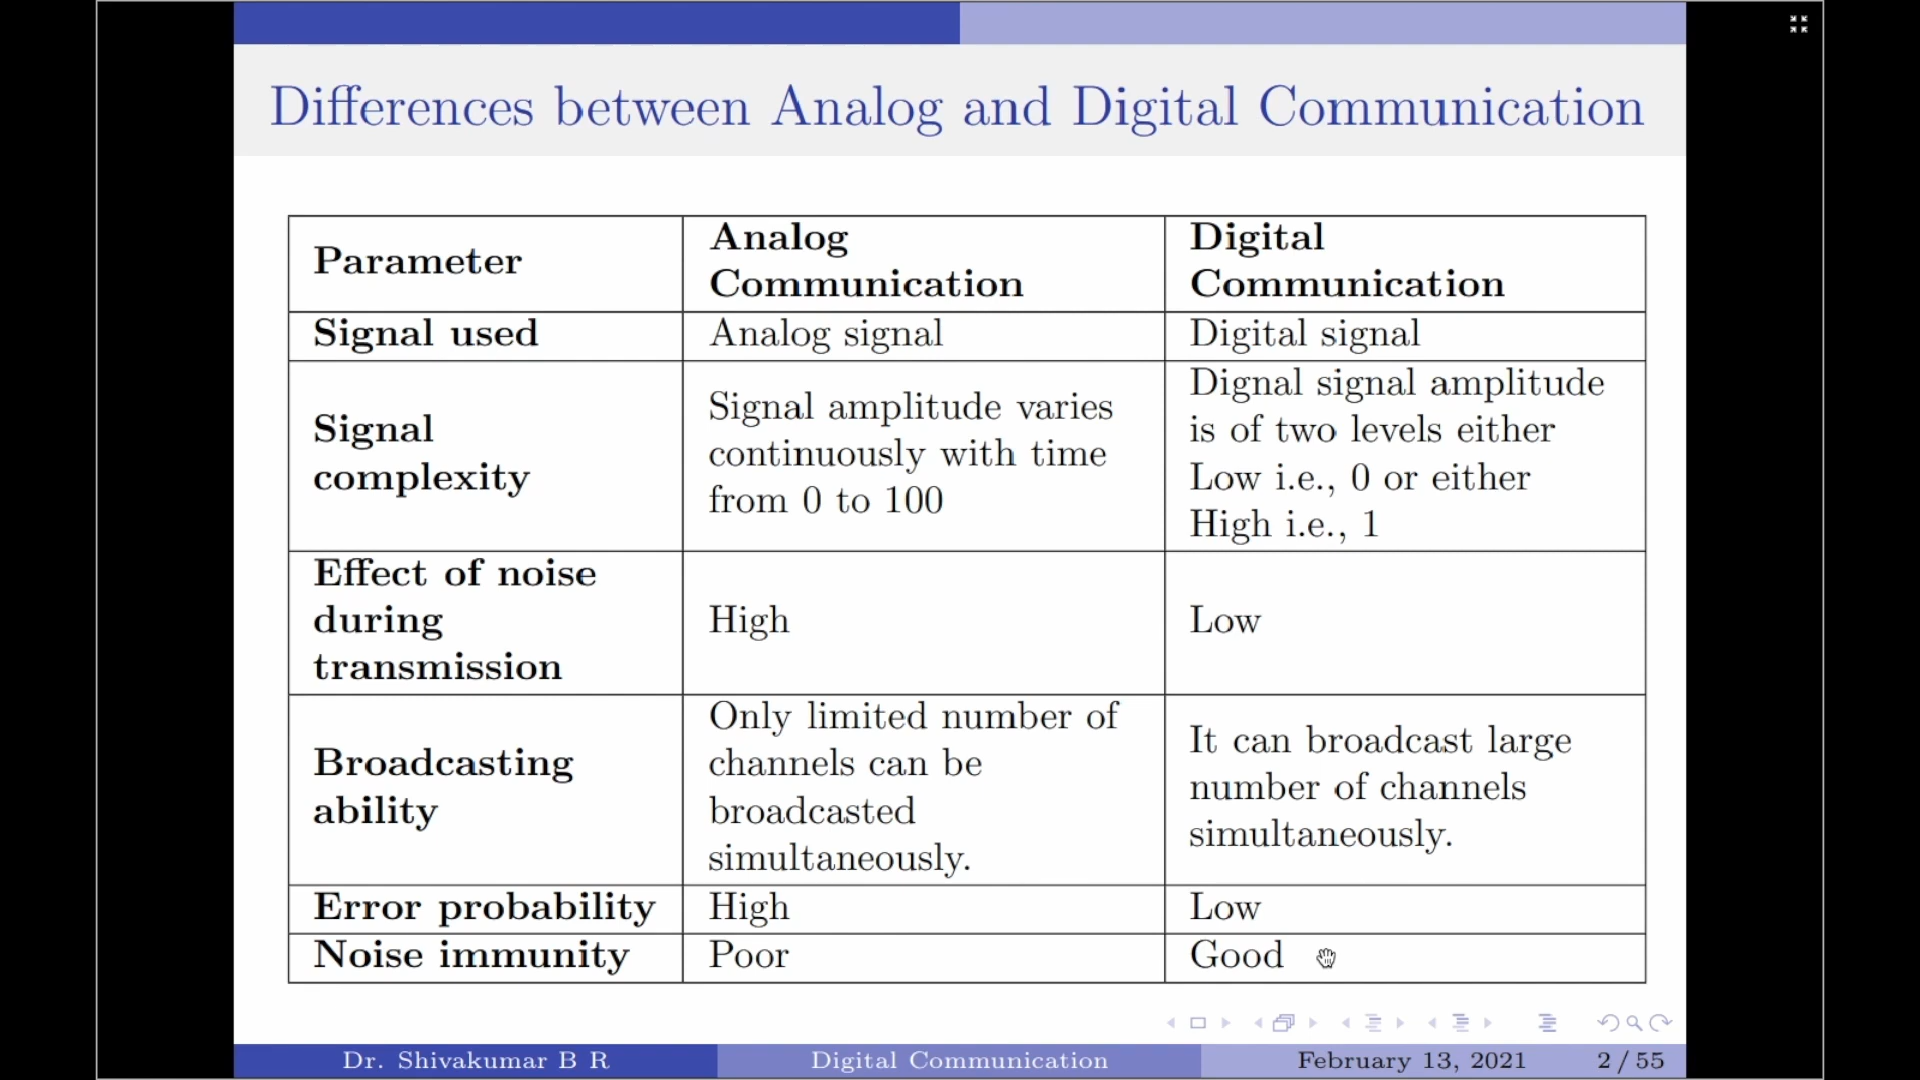 Differences between Analog and Digital Communication
Parameter
Analog
Communication
Digital
Communication
Signal used
Analog signal
Digital signal
Signal
complexity
Signal amplitude varies
continuously with time
from 0 to 100
Dignal signal amplitude
is of two levels either
Low i.e., 0 or either
High i.e., 1
Effect of noise
during
transmission
High
Low
Broadcasting
ability
Only limited number of
channels can be
broadcasted
simultaneously.
It can broadcast large
number of channels
simultaneously.
Error probability
High
Low
Noise immunity
Poor
Good
Dr. Shivakumar B R
Digital Communication
February 13, 2021
2 / 55